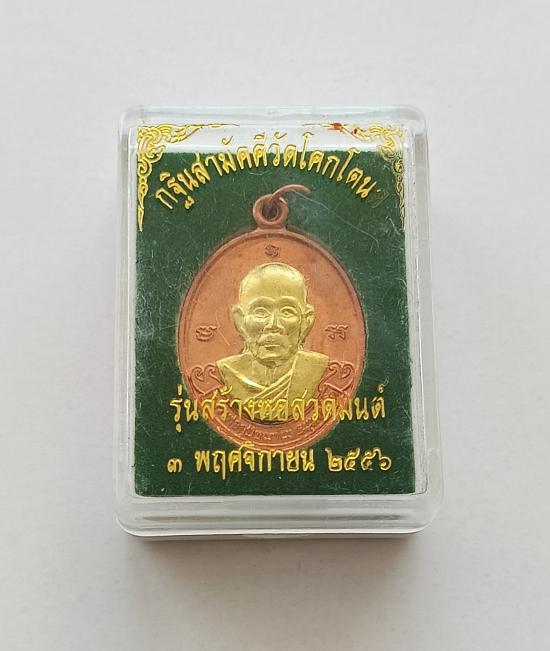 กฐินสามัคคีวัดโคกโตนด
รุ่นสร้างหอสวดมนต์
๓ พฤศจิกายน ๒๕๕๖